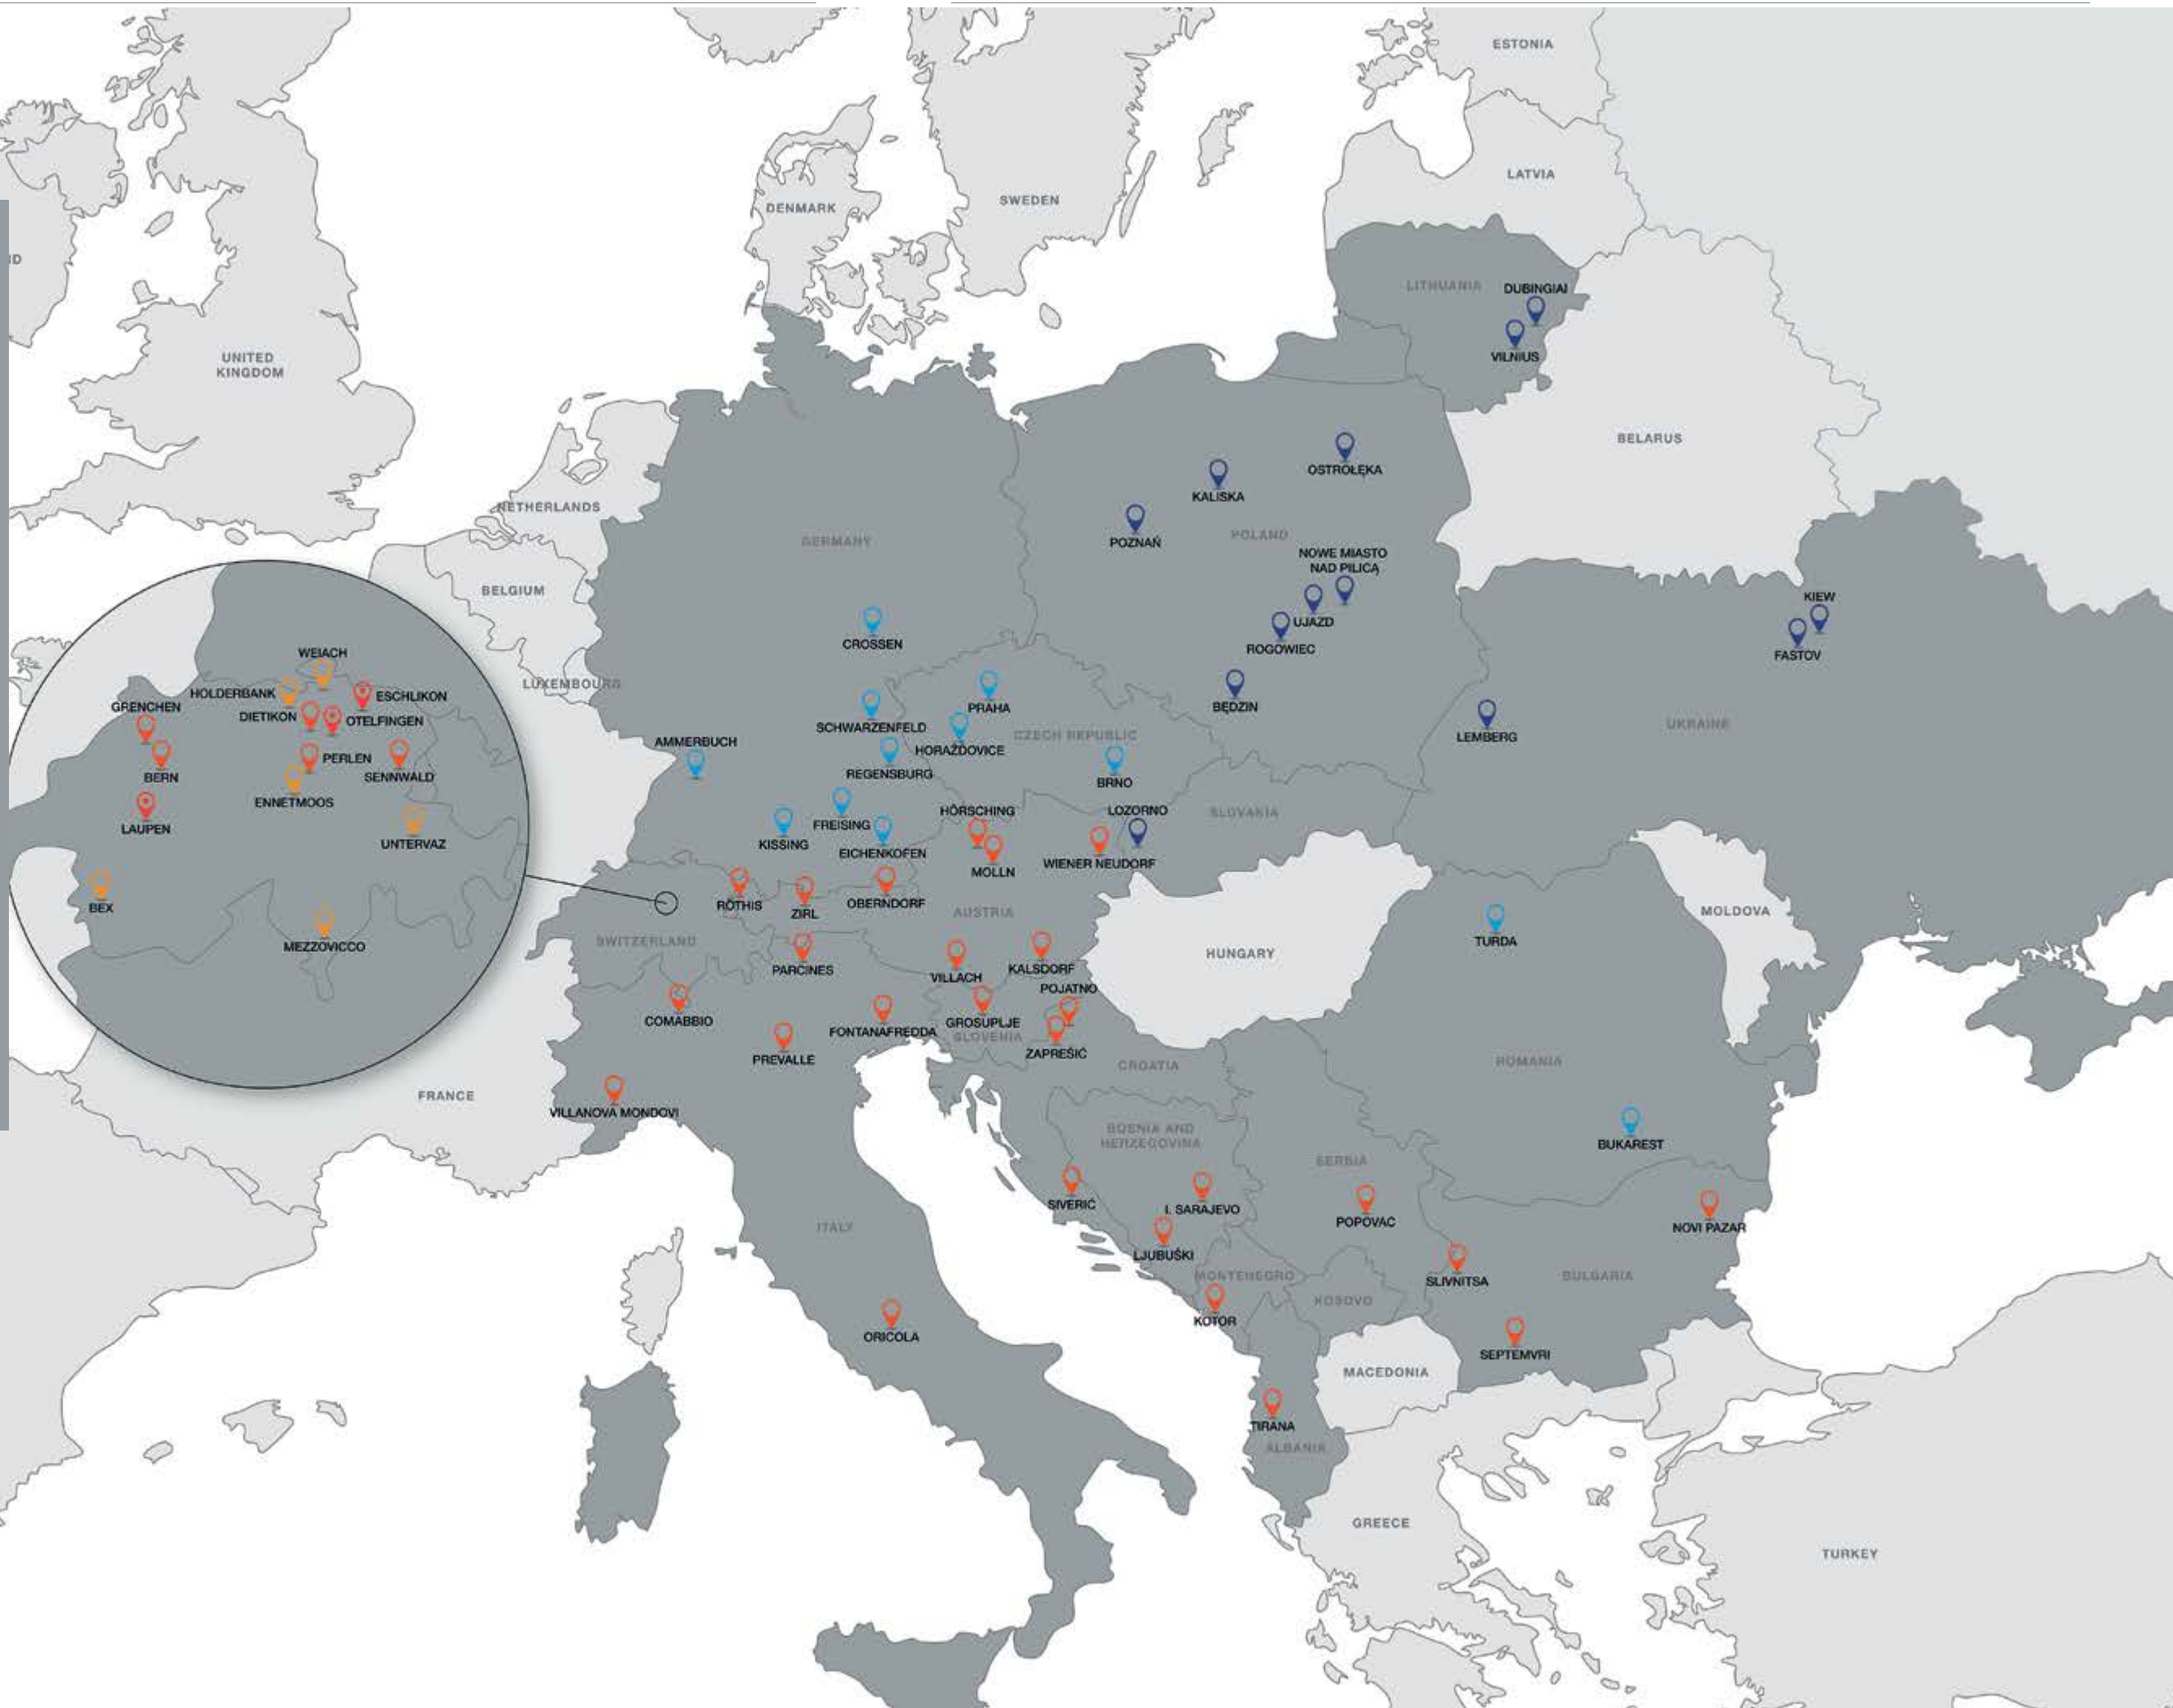 ESTONIA
LATVIA
SWEDEN
DENMARK
ID
LITHUANIA
DUBINGIAI
VILNIUS
UNITED
KINGDOM
BELARUS
OSTROŁĘKA
KALISKA
NETHERLANDS
GERMANY
POLAND
POZNAŃ
NOWE MIASTO
NAD PILICĄ
BELGIUM
KIEW
UJAZD
CROSSEN
ROGOWIEC
FASTOV
WEIACH
LUXEMBOURG
HOLDERBANK
ESCHLIKON
GRENCHEN
DIETIKON
OTELFINGEN
PRAHA
BĘDZIN
SCHWARZENFELD
UKRAINE
CZECH REPUBLIC
LEMBERG
AMMERBUCH
HORAŽDOVICE
PERLEN
BERN
SENNWALD
REGENSBURG
BRNO
ENNETMOOS
HÖRSCHING
LOZORNO
SLOVAKIA
LAUPEN
FREISING
UNTERVAZ
KISSING
EICHENKOFEN
WIENER NEUDORF
MOLLN
BEX
RÖTHIS
ZIRL
OBERNDORF
AUSTRIA
MOLDOVA
MEZZOVICCO
SWITZERLAND
TURDA
HUNGARY
PARCINES
VILLACH
KALSDORF
POJATNO
COMABBIO
FONTANAFREDDA
GROSUPLJE
SLOVENIA
ZAPREŠIĆ
PREVALLE
CROATIA
ROMANIA
FRANCE
VILLANOVA MONDOVI
BOSNIA AND
HERZEGOVINA
BUKAREST
SERBIA
SIVERIĆ
I. SARAJEVO
POPOVAC
ITALY
NOVI PAZAR
LJUBUŠKI
MONTENEGRO
SLIVNITSA
BULGARIA
KOSOVO
KOTOR
ORICOLA
SEPTEMVRI
MACEDONIA
TIRANA
ALBANIA
GREECE
TURKEY